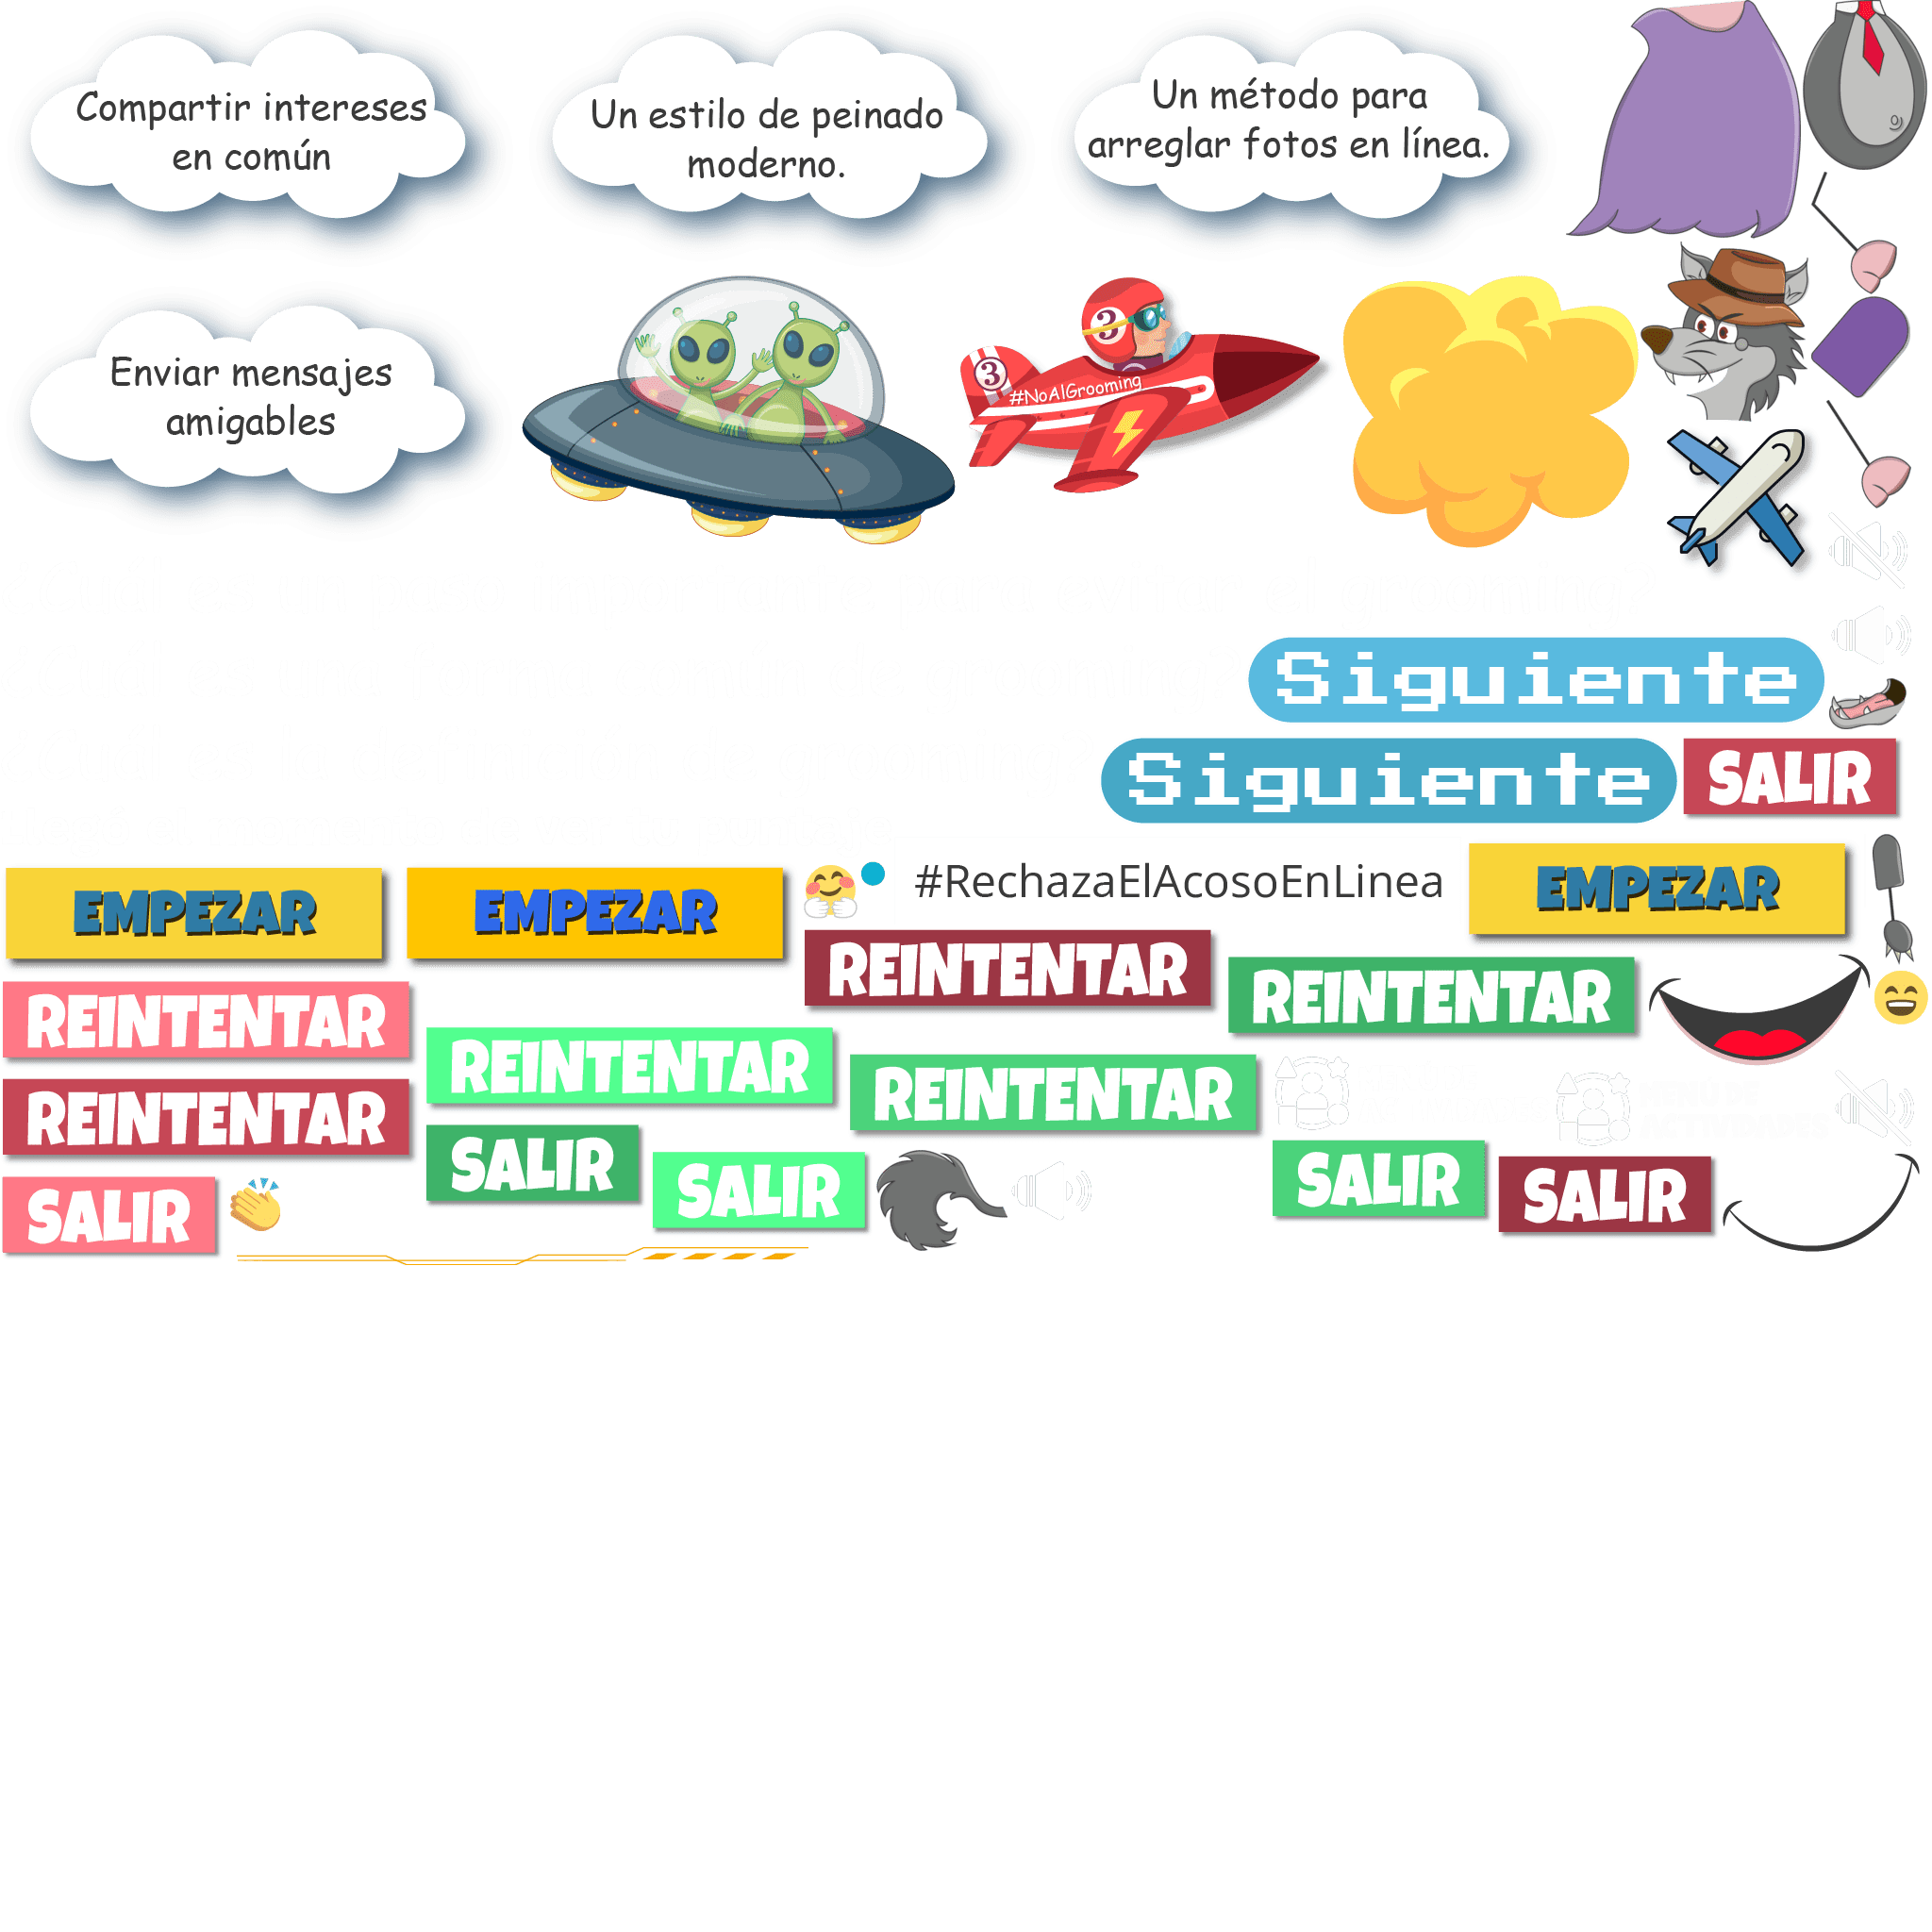 Compartir intereses
en común
Un estilo de peinado
moderno.
Un método para
arreglar fotos en línea.
Enviar mensajes
amigables
3
3
#NoAlGrooming
Siguiente
Siguiente
SALIR
EMPEZAR
EMPEZAR
#RechazaElAcosoEnLinea
EMPEZAR
REINTENTAR
REINTENTAR
REINTENTAR
REINTENTAR
REINTENTAR
REINTENTAR
SALIR
SALIR
SALIR
SALIR
SALIR